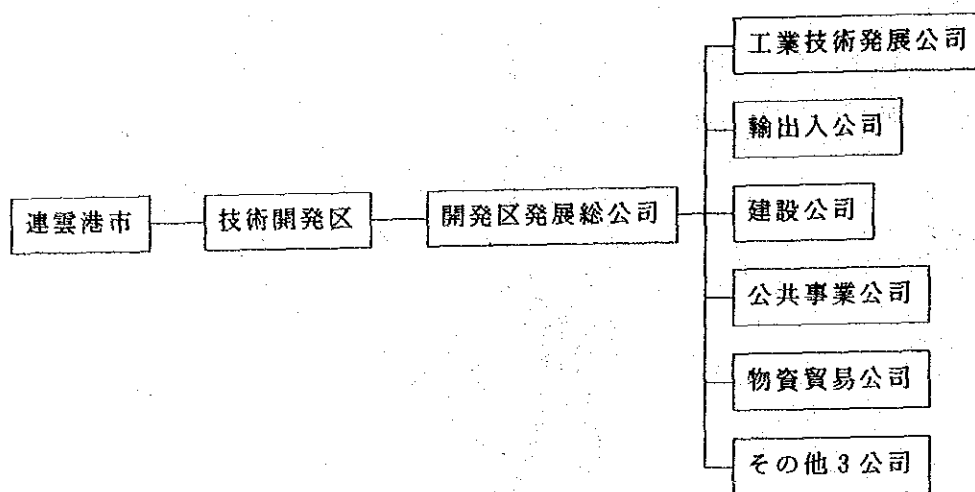 連雲港市
技術開発区
開発区発展総公司
工業技術発展公司
輸出入公司
建設公司
公共事業公司
物資貿易公司
その他3公司